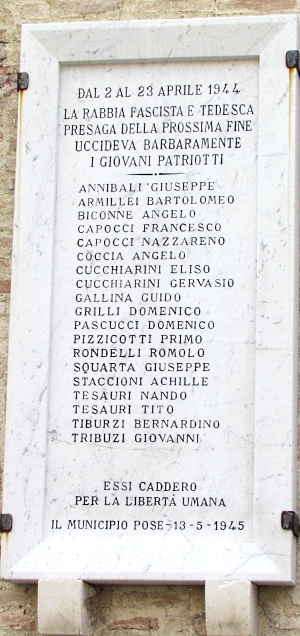 DAL 2 AL 23 APRILE 1944
LA RABBIA FASCISTA E TEDESCA
PRESAGA DELLA PROSSIMA FINE
UCCIDEVA BARBARAMENTE
I GIOVANI PATRIOTTI
ANNIBALI GIUSEPPE
ARMILLEI BARTOLOMEO
BICONNE ANGELO
CAPOCCI FRANCESCO
CAPOCCI NAZZARENO
COCCIA ANGELO
CUCCHIARINI ELISO
CUCCHIARINI GERVASIO
GALLINA GUIDO
GRILLI DOMENICO
PASCUCCI DOMENICO
PIZZICOTTI PRIMO
RONDELLI ROMOLO
SQUARTA GIUSEPPE
STACCIONI ACHILLE
TESAURI NANDO
TESAURI TITO
TIBURZI BERNARDINO
TRIBUZI GIOVANNI
ESSI CADDERO
PER LA LIBERTÁ UMANA
IL MUNICIPIO POSE-13-5-1945